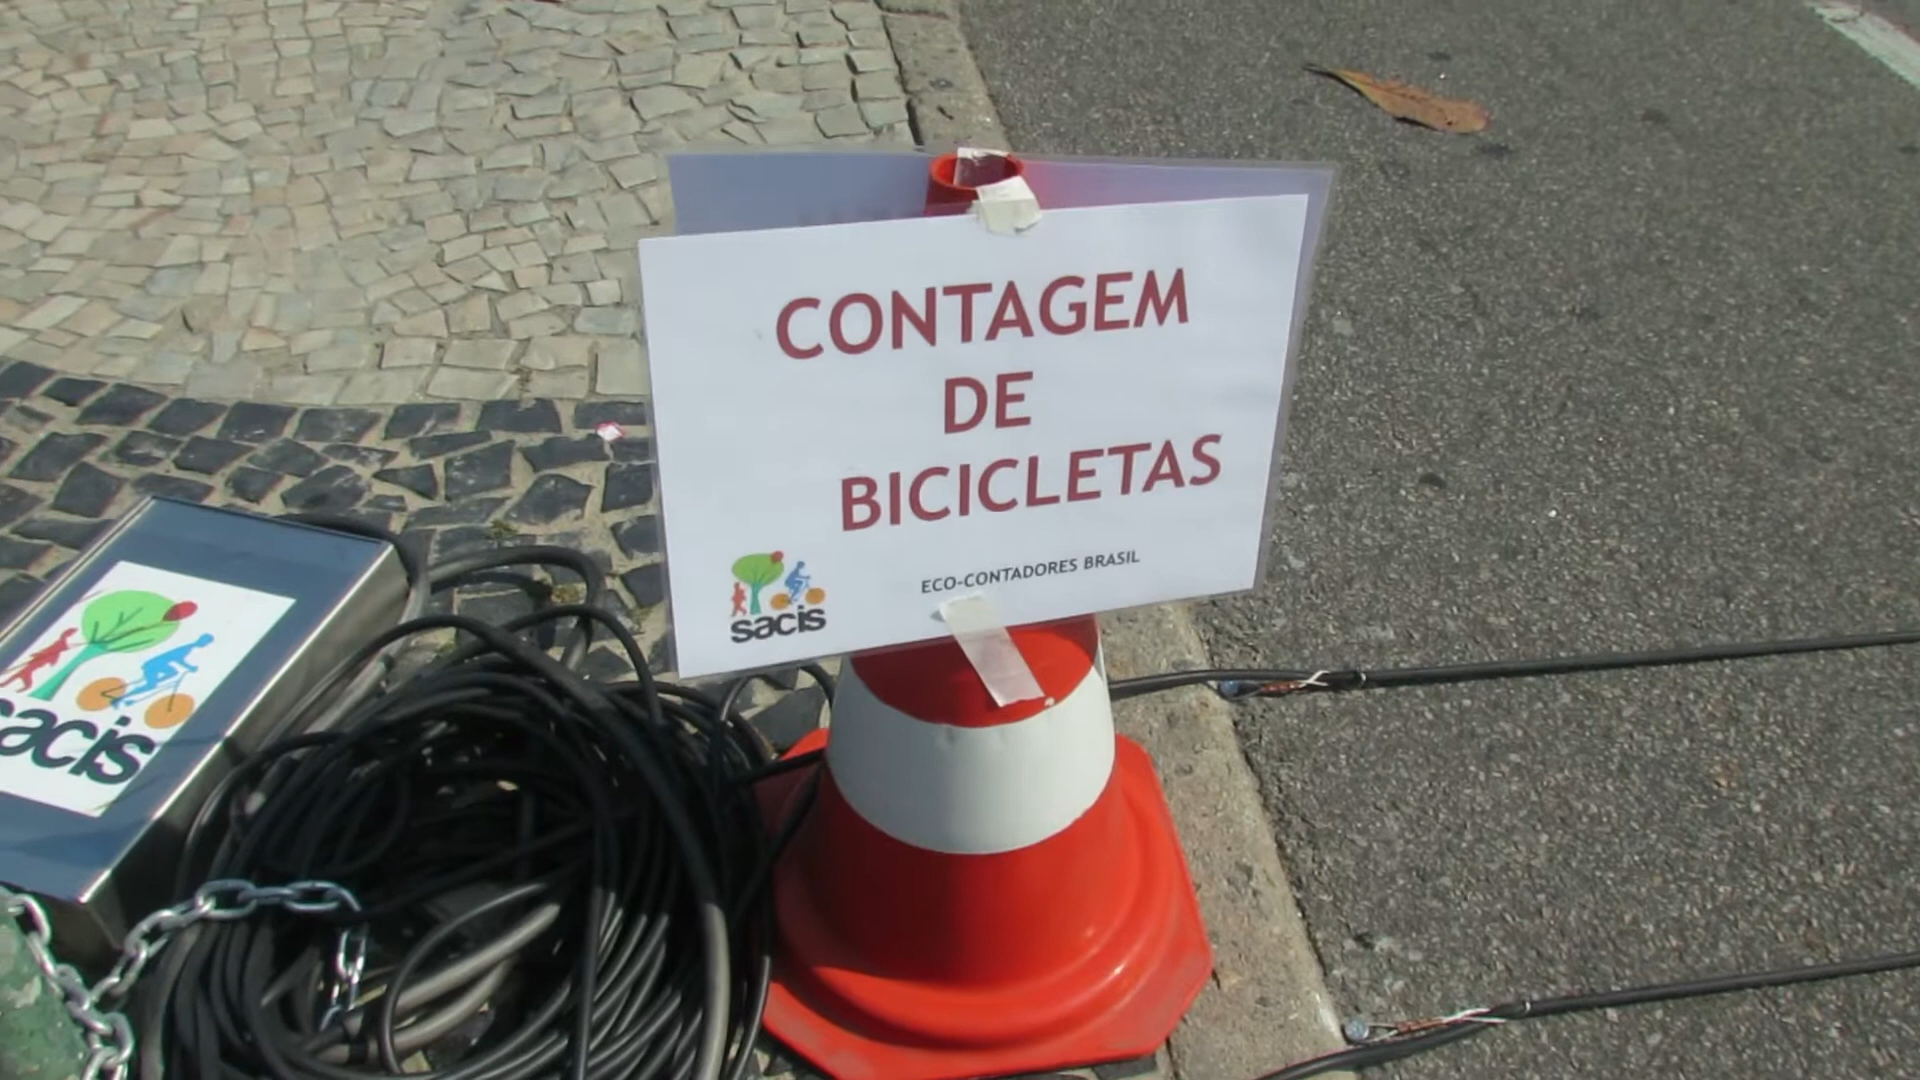 CONTAGEM
DE
BICICLETAS
ECO-CONTADORES BRASIL
sacis
sacis